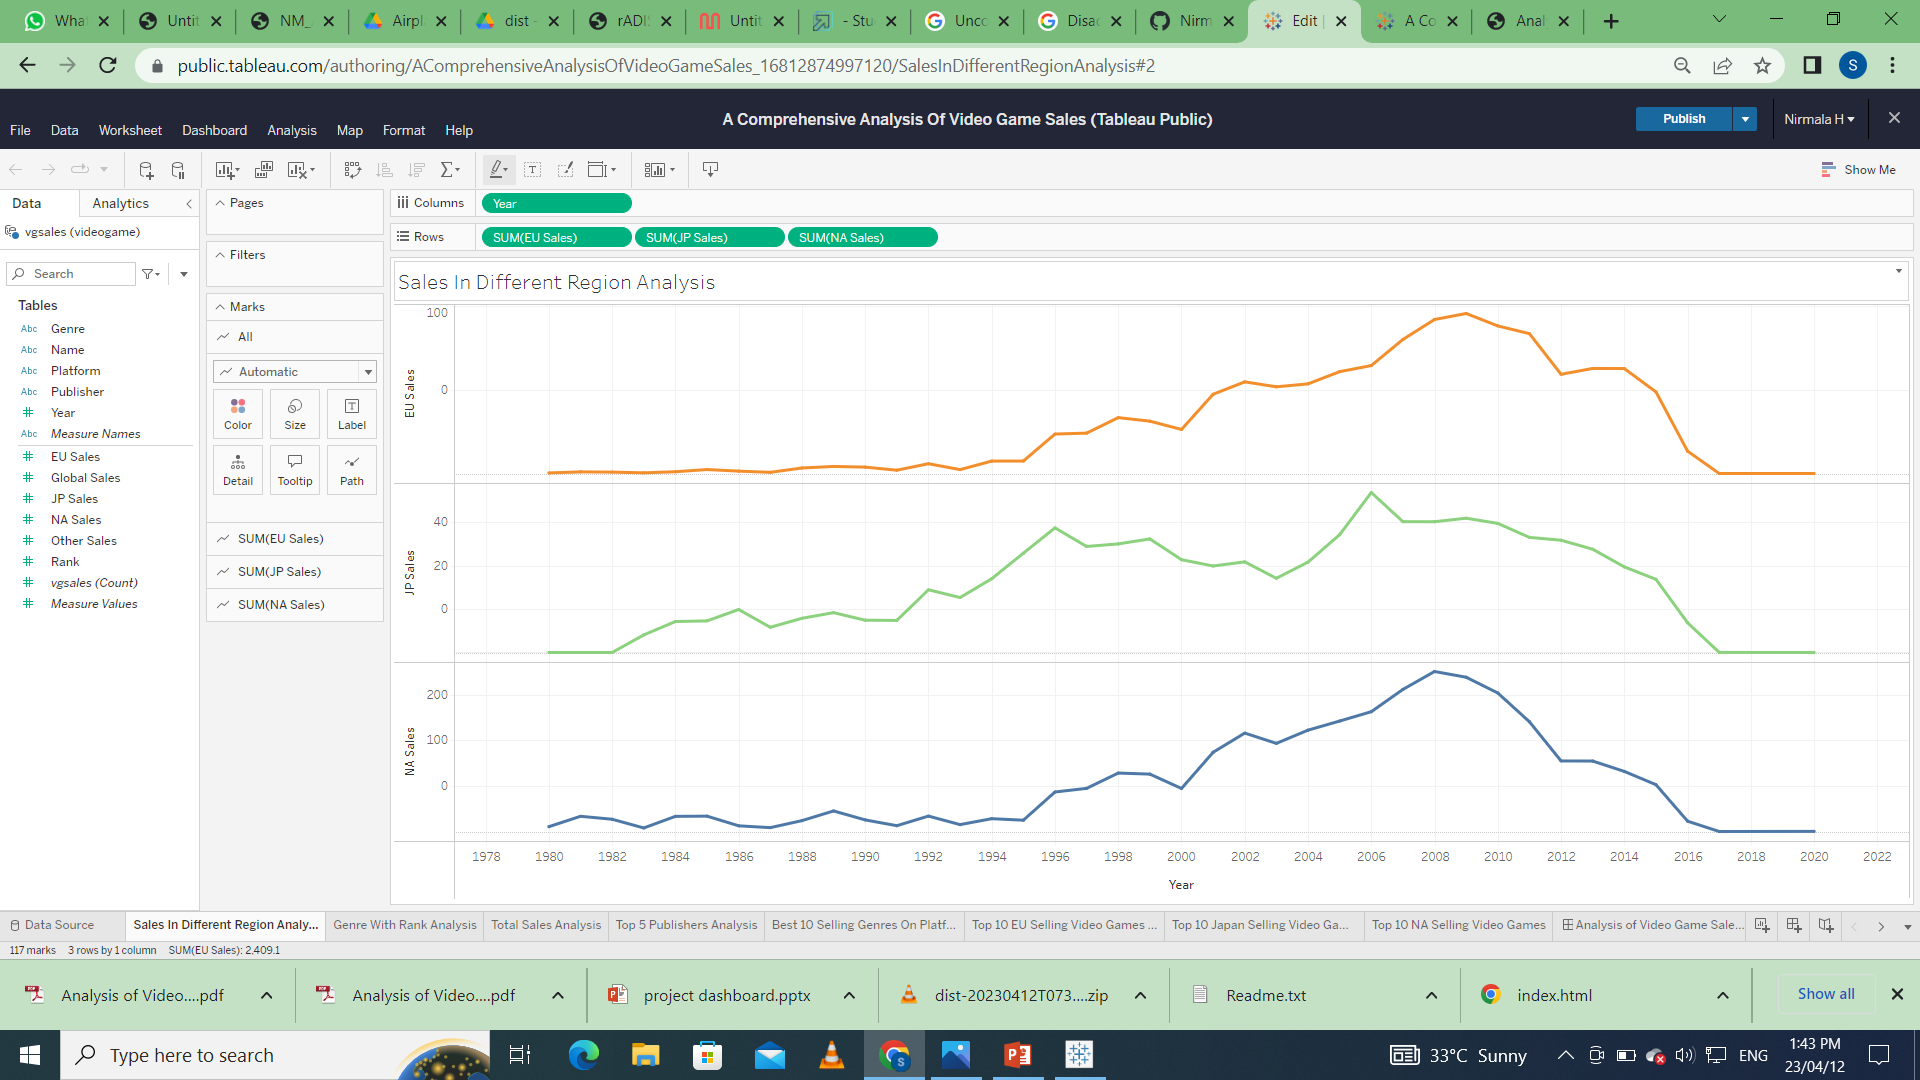 What
Untit
NM_
Airpl
dist -
rADI
Untit
- Stu
Unco
Disac
Nirm
Edit |
A Co
Anal
public.tableau.com/authoring/AComprehensiveAnalysisOfVideoGameSales_16812874997120/SalesInDifferentRegionAnalysis#2
S
File Data Worksheet Dashboard Analysis Map Format Help
A Comprehensive Analysis Of Video Game Sales (Tableau Public)
Publish
Nirmala H
Show Me
Data Analytics
vgsales (videogame)
Search
Tables
Abc Genre
Abc Name
Abc Platform
Abc Publisher
# Year
Abc Measure Names
# EU Sales
# Global Sales
# JP Sales
# NA Sales
# Other Sales
# Rank
# vgsales (Count)
# Measure Values
Pages
Filters
Marks
All
Automatic
Color Size Label
Detail Tooltip Path
SUM(EU Sales)
SUM(JP Sales)
SUM(NA Sales)
Columns Year
Rows SUM(EU Sales) SUM(JP Sales) SUM(NA Sales)
Sales In Different Region Analysis
100
0
EU Sales
40
20
0
JP Sales
200
100
0
NA Sales
1978 1980 1982 1984 1986 1988 1990 1992 1994 1996 1998 2000 2002 2004 2006 2008 2010 2012 2014 2016 2018 2020 2022
Year
Data Source Sales In Different Region Analy... Genre With Rank Analysis Total Sales Analysis Top 5 Publishers Analysis Best 10 Selling Genres On Platf... Top 10 EU Selling Video Games ... Top 10 Japan Selling Video Ga... Top 10 NA Selling Video Games Analysis of Video Game Sale...
117 marks 3 rows by 1 column SUM(EU Sales): 2,409.1
Analysis of Video....pdf
Analysis of Video....pdf
project dashboard.pptx
dist-20230412T073....zip
Readme.txt
index.html
Show all
Type here to search
33°C Sunny
ENG
1:43 PM
23/04/12